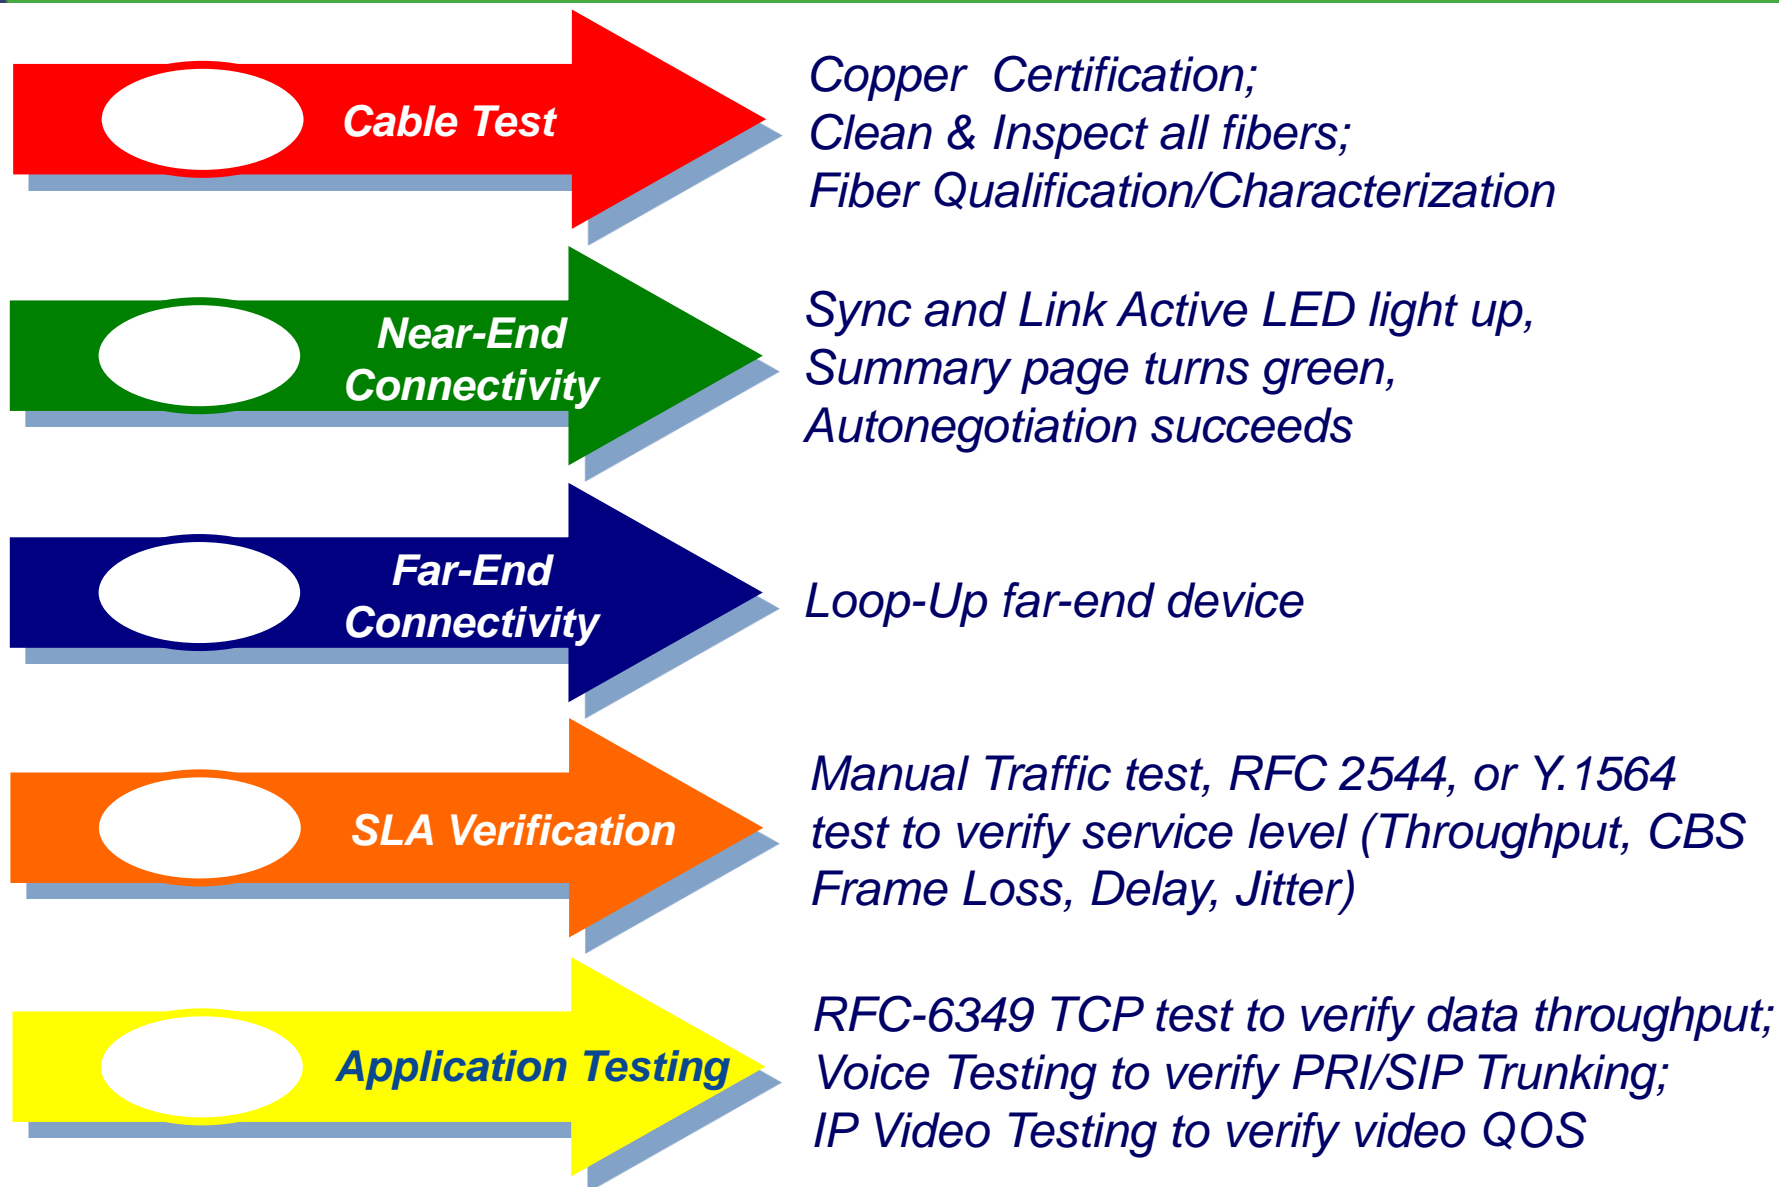 Cable Test
Copper Certification;
Clean & Inspect all fibers;
Fiber Qualification/Characterization
Near-End
Connectivity
Sync and Link Active LED light up,
Summary page turns green,
Autonegotiation succeeds
Far-End
Connectivity
Loop-Up far-end device
SLA Verification
Manual Traffic test, RFC 2544, or Y.1564
test to verify service level (Throughput, CBS
Frame Loss, Delay, Jitter)
Application Testing
RFC-6349 TCP test to verify data throughput;
Voice Testing to verify PRI/SIP Trunking;
IP Video Testing to verify video QOS